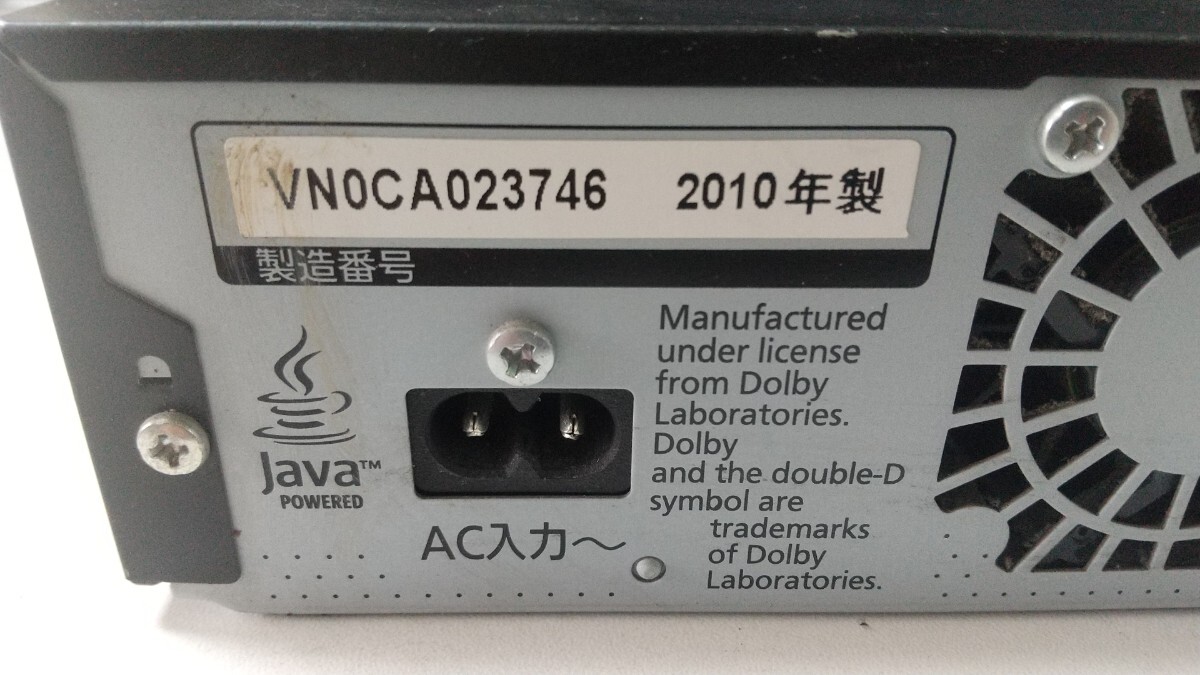 VN0CA023746 2010年製
製造番号
Java™
POWERED
AC入力～
Manufactured
under license
from Dolby
Laboratories.
Dolby
and the double-D
symbol are
trademarks
of Dolby
Laboratories.